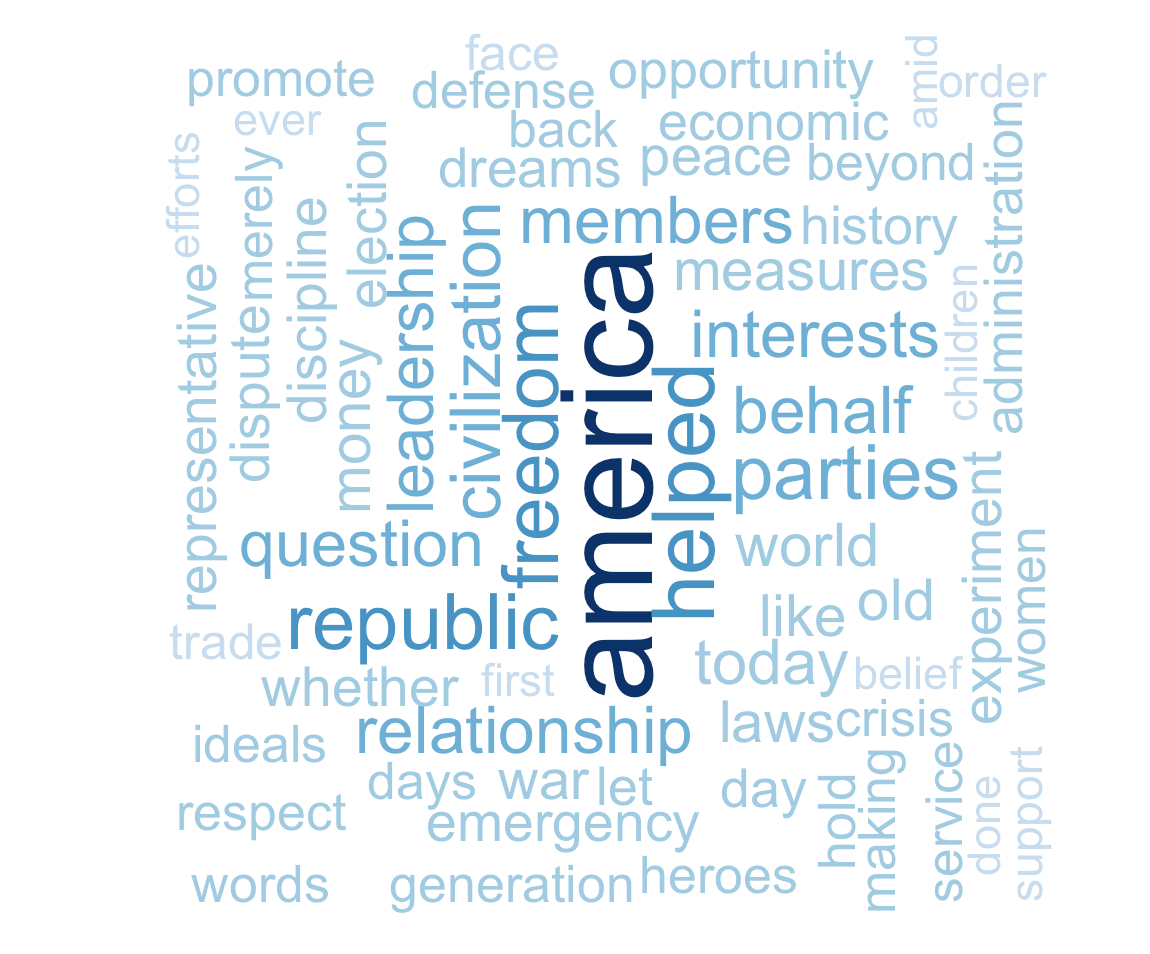 face
promote
defense
opportunity
amid
order
ever
back
economic
efforts
election
dreams
peace
beyond
administration
disputemerely
discipline
members
history
leadership
civilization
measures
representative
america
interests
children
freedom
money
helped
behalf
parties
question
world
experiment
women
republic
like
old
trade
whether
first
today
belief
relationship
laws
crisis
ideals
days
war
let
day
hold
making
service
done
support
respect
emergency
words
generation
heroes